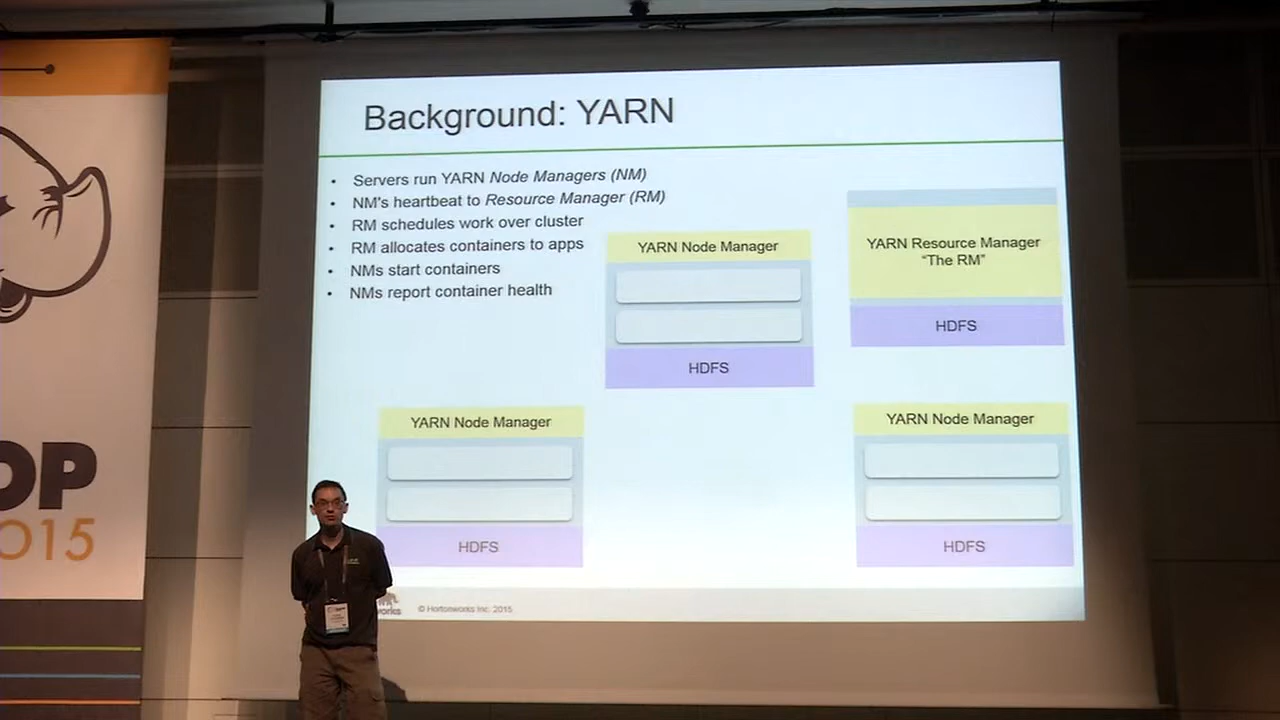 Background: YARN
• Servers run YARN Node Managers (NM)
• NM's heartbeat to Resource Manager (RM)
• RM schedules work over cluster
• RM allocates containers to apps
• NMs start containers
• NMs report container health
YARN Node Manager
HDFS
YARN Resource Manager
“The RM”
HDFS
YARN Node Manager
HDFS
YARN Node Manager
HDFS
© Hortonworks Inc. 2015
OP
2015